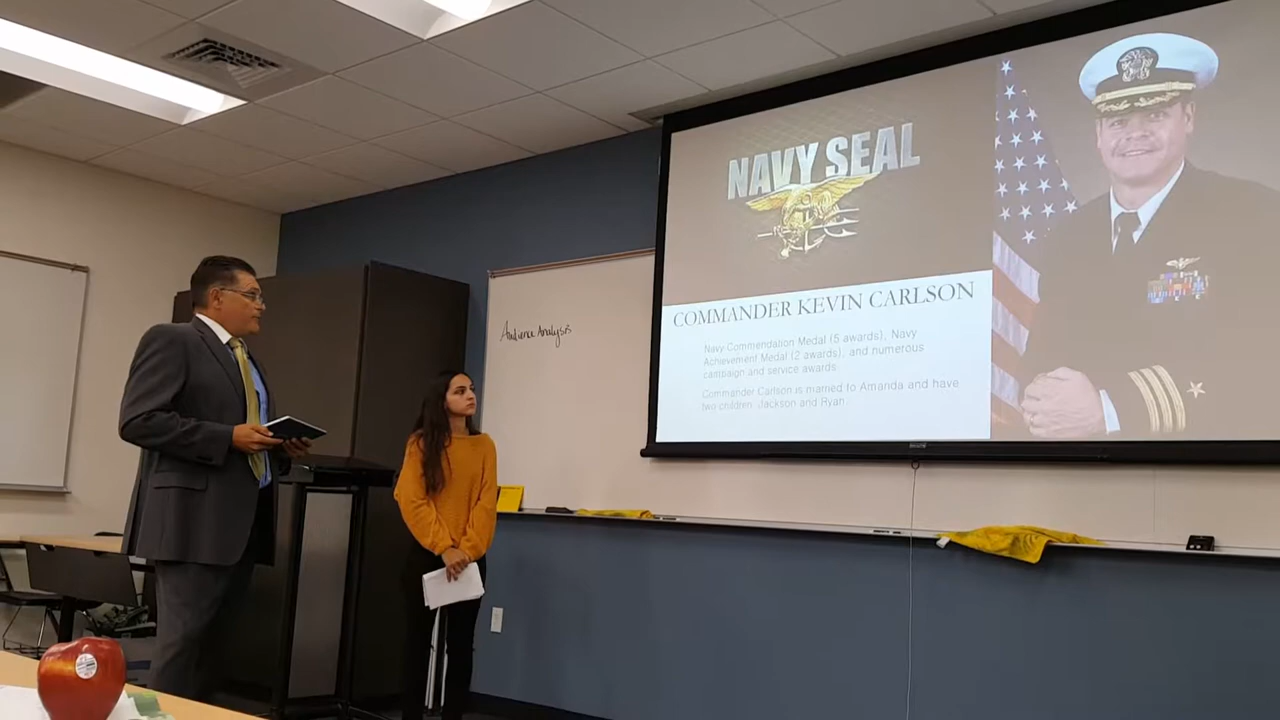 NAVY SEAL
COMMANDER KEVIN CARLSON
Navy Commendation Medal (5 awards), Navy
Achievement Medal (2 awards), and numerous
campaign and service awards
Commander Carlson is married to Amanda and have
two children, Jackson and Ryan.
Audience Analysis